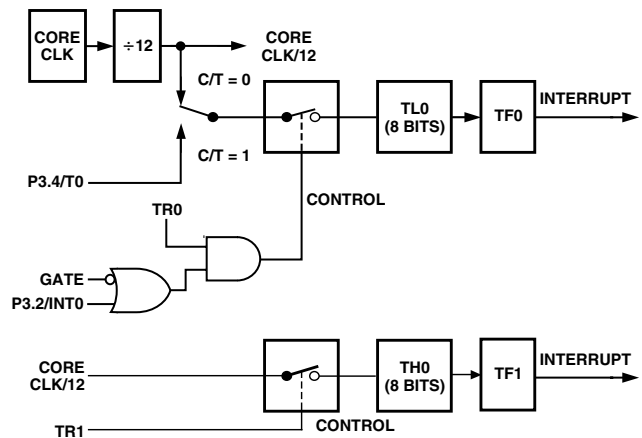 CORE
CLK
÷12
CORE
CLK/12
C/T = 0
C/T = 1
P3.4/T0
TL0
(8 BITS)
TF0
INTERRUPT
CONTROL
TR0
GATE
P3.2/INT0
CORE
CLK/12
TH0
(8 BITS)
TF1
INTERRUPT
CONTROL
TR1